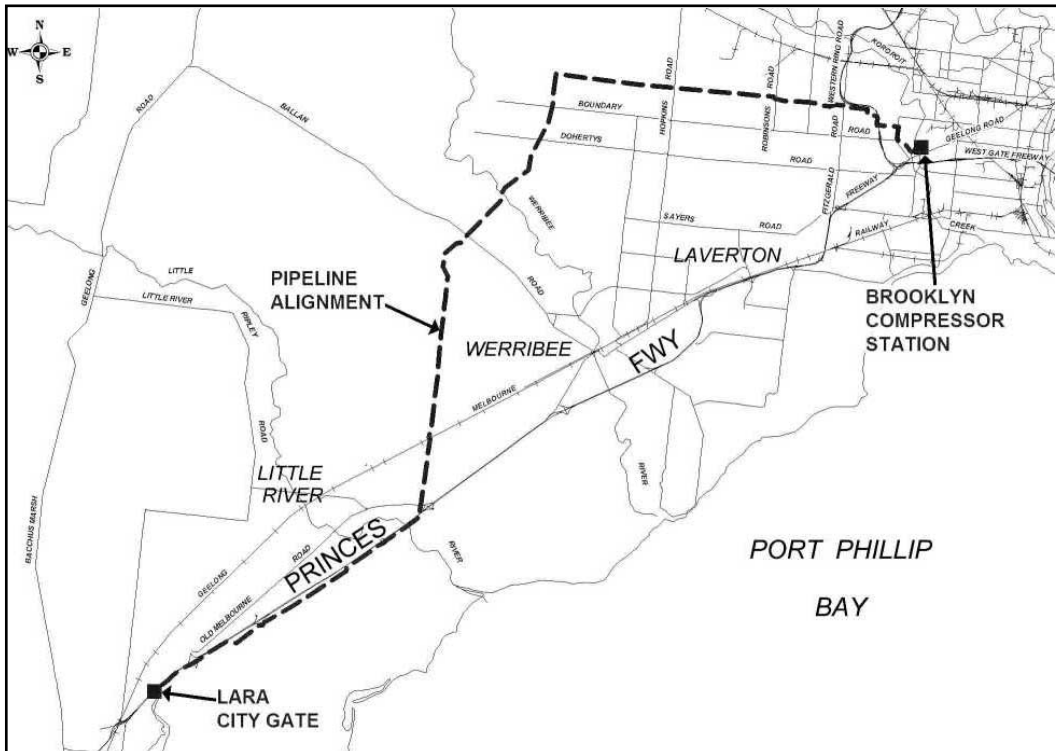 N
W E
S
ROAD
BALLAN
ROAD
WERRIBEE
BOUNDARY
ROAD
DOHERTYS
ROAD
HOPKINS
ROAD
ROBINSONS
ROAD
WESTERN RING ROAD
FITZGERALD
ROAD
KOROROIT
CREEK
GEELONG ROAD
WEST GATE FREEWAY
FREEWAY
SAYERS
ROAD
RAILWAY
LAVERTON
BROOKLYN
COMPRESSOR
STATION
PIPELINE
ALIGNMENT
GEELONG
LITTLE
LITTLE RIVER
RIPLEY
ROAD
WERRIBEE
FWY
MELBOURNE
RIVER
LITTLE
RIVER
BACCHUS MARSH
GEELONG
OLD MELBOURNE
ROAD
PRINCES
RIVER
PORT PHILLIP
BAY
LARA
CITY GATE